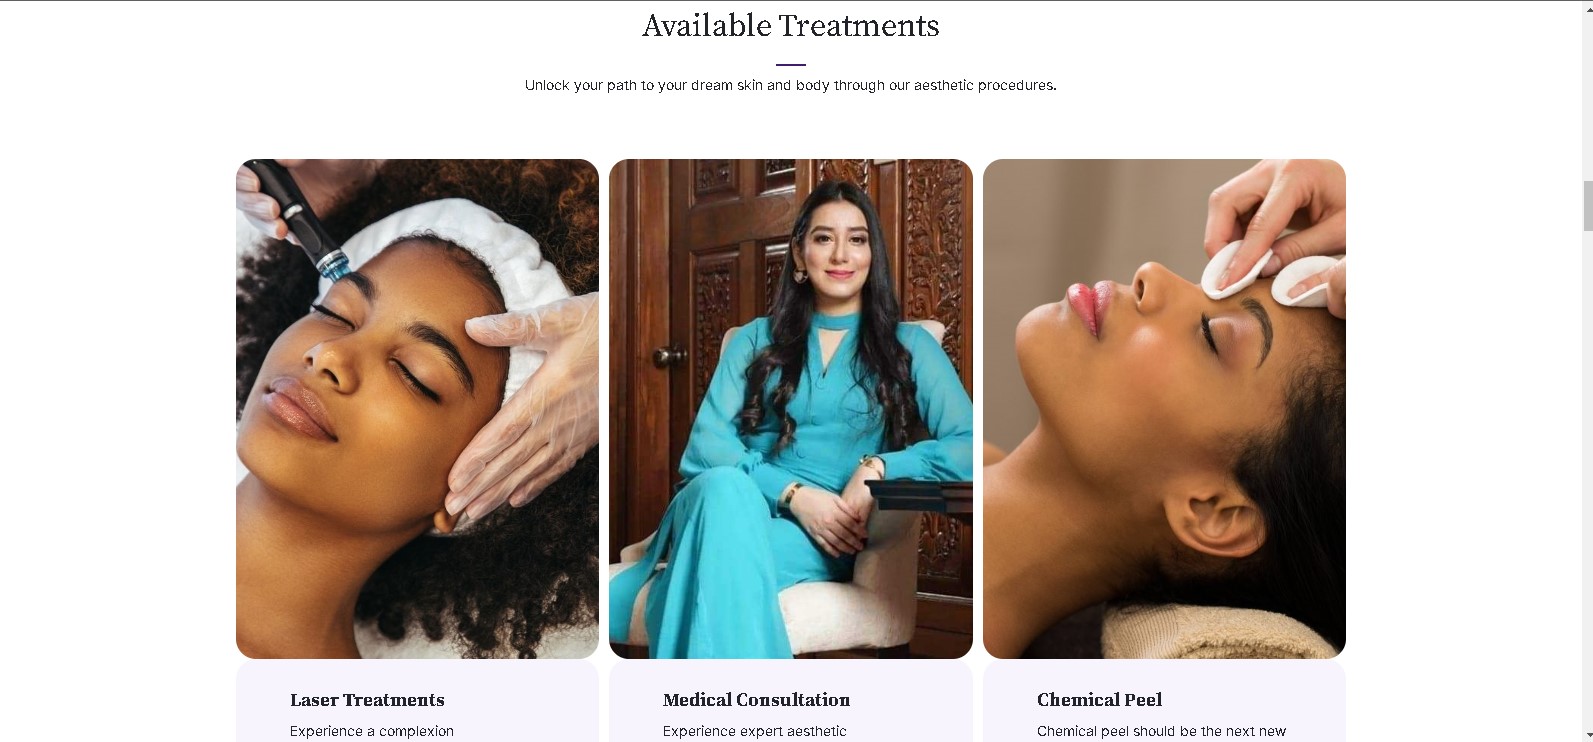 Available Treatments
Unlock your path to your dream skin and body through our aesthetic procedures.
Laser Treatments
Experience a complexion
Medical Consultation
Experience expert aesthetic
Chemical Peel
Chemical peel should be the next new